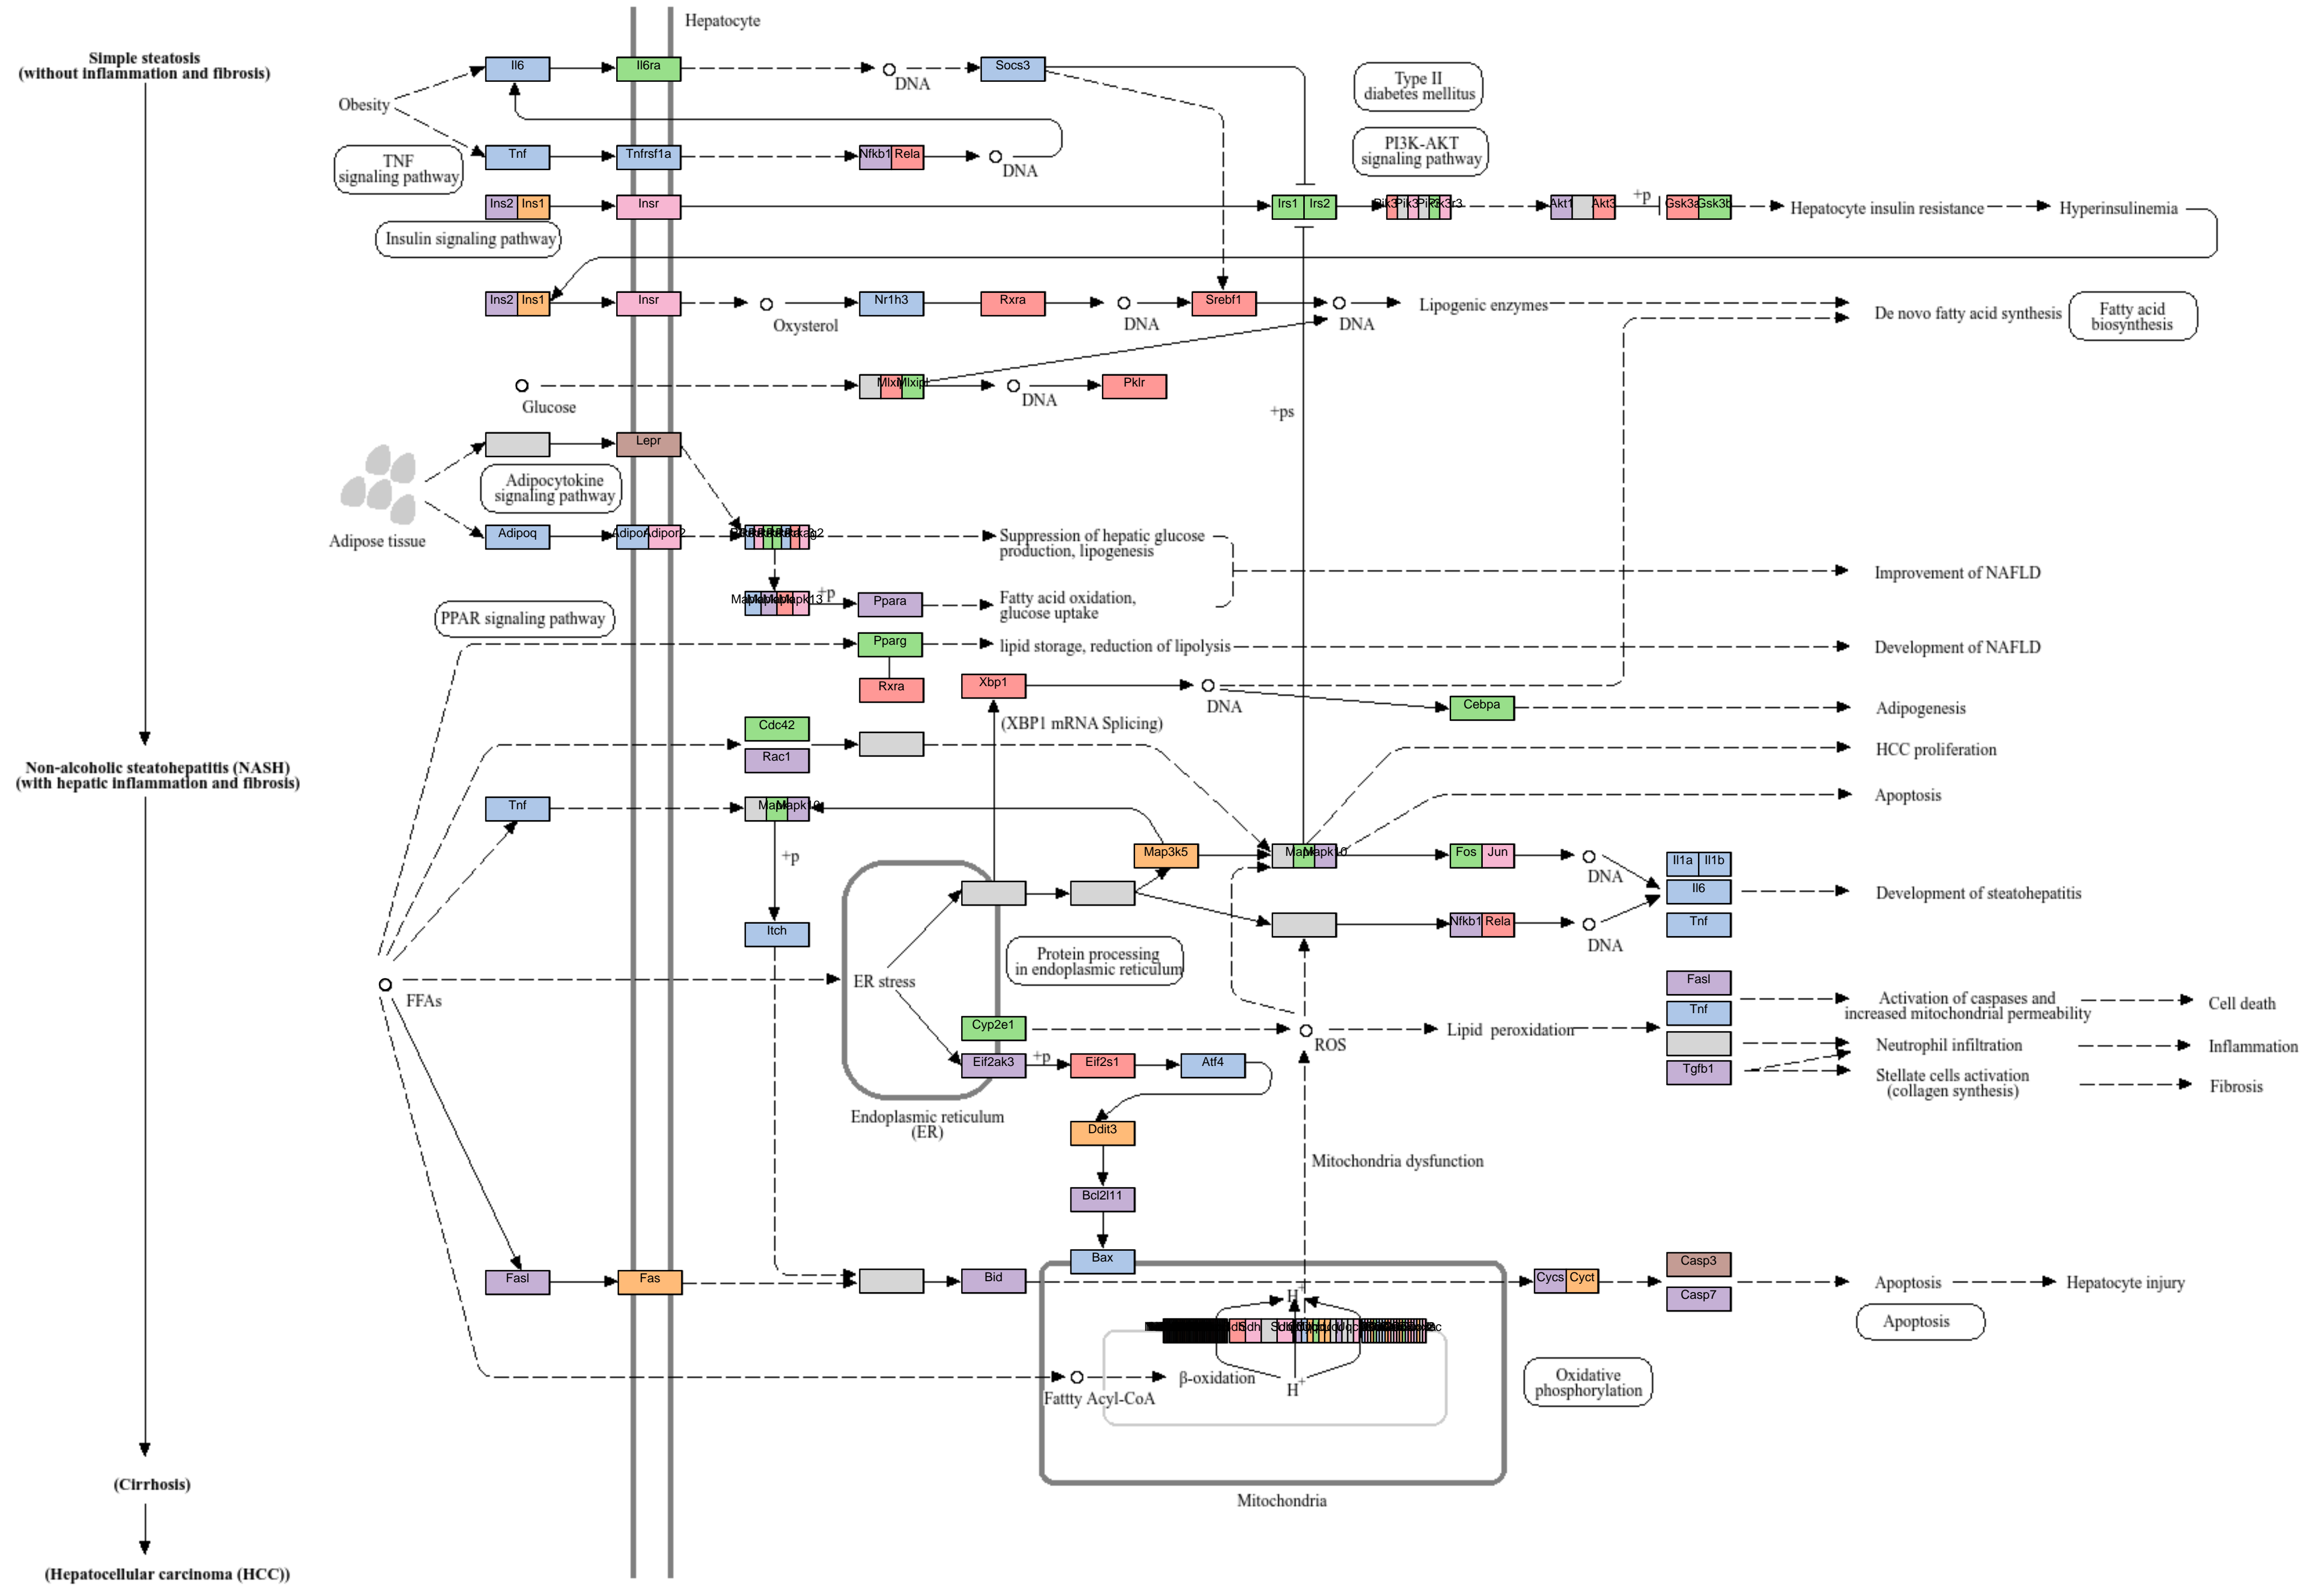 Hepatocyte
Simple steatosis
(without inflammation and fibrosis)
Il6
Il6ra
DNA
Socs3
Type II
diabetes mellitus
Obesity
TNF
signaling pathway
Tnf
Tnfrsf1a
Nfkb1
Rela
DNA
PI3K-AKT
signaling pathway
Ins2
Ins1
Insr
Irs1
Irs2
Akt1
Akt3
+p
Gsk3a
Gsk3b
Hepatocyte insulin resistance
Hyperinsulinemia
Insulin signaling pathway
Ins2
Ins1
Insr
Oxysterol
Nr1h3
Rxra
DNA
Srebf1
DNA
Lipogenic enzymes
De novo fatty acid synthesis
Fatty acid
biosynthesis
Glucose
Mlxipl
DNA
Pklr
+ps
Lepr
Adipocytokine
signaling pathway
Adipose tissue
Adipoq
Adipor2
Suppression of hepatic glucose
production, lipogenesis
Improvement of NAFLD
Mapk13
+p
Ppara
Fatty acid oxidation,
glucose uptake
PPAR signaling pathway
Pparg
lipid storage, reduction of lipolysis
Development of NAFLD
Rxra
Xbp1
DNA
(XBP1 mRNA Splicing)
Cebpa
Adipogenesis
Cdc42
Rac1
HCC proliferation
Non-alcoholic steatohepatitis (NASH)
(with hepatic inflammation and fibrosis)
Tnf
Mapk10
Apoptosis
+p
Map3k5
Mapk10
Fos
Jun
DNA
Il1a
Il1b
Il6
Tnf
Development of steatohepatitis
Itch
Nfkb1
Rela
DNA
Protein processing
in endoplasmic reticulum
FFAs
ER stress
Fasl
Tnf
Activation of caspases and
increased mitochondrial permeability
Cell death
Cyp2e1
ROS
Lipid peroxidation
Neutrophil infiltration
Inflammation
Eif2ak3
+p
Eif2s1
Atf4
Tgfb1
Stellate cells activation
(collagen synthesis)
Fibrosis
Endoplasmic reticulum
(ER)
Ddit3
Mitochondria dysfunction
Bcl2l11
Bax
Fasl
Fas
Bid
Cycs
Cyct
Casp3
Casp7
Apoptosis
Hepatocyte injury
Apoptosis
H+
Fattty Acyl-CoA
β-oxidation
H+
Oxidative
phosphorylation
Mitochondria
(Cirrhosis)
(Hepatocellular carcinoma (HCC))